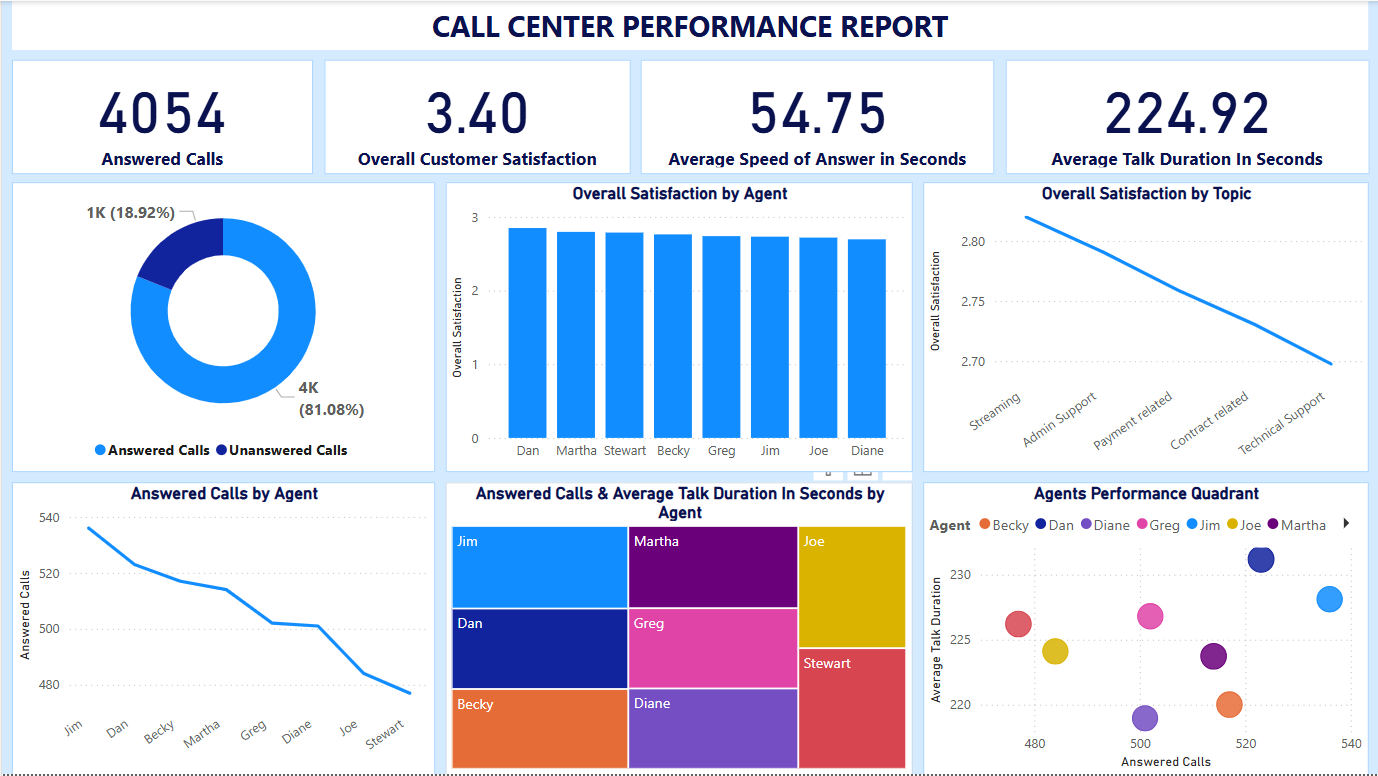 CALL CENTER PERFORMANCE REPORT
4054
Answered Calls
3.40
Overall Customer Satisfaction
54.75
Average Speed of Answer in Seconds
224.92
Average Talk Duration In Seconds
1K (18.92%)
4K
(81.08%)
Answered Calls Unanswered Calls
Overall Satisfaction by Agent
Overall Satisfaction
3
2
1
0
Dan Martha Stewart Becky Greg Jim Joe Diane
Overall Satisfaction by Topic
Overall Satisfaction
2.80
2.75
2.70
Streaming
Admin Support
Payment related
Contract related
Technical Support
Answered Calls by Agent
Answered Calls
540
520
500
480
Jim
Dan
Becky
Martha
Greg
Diane
Joe
Stewart
Answered Calls & Average Talk Duration In Seconds by
Agent
Jim
Martha
Joe
Dan
Greg
Stewart
Becky
Diane
Agents Performance Quadrant
Agent Becky Dan Diane Greg Jim Joe Martha
Average Talk Duration
230
225
220
480 500 520 540
Answered Calls